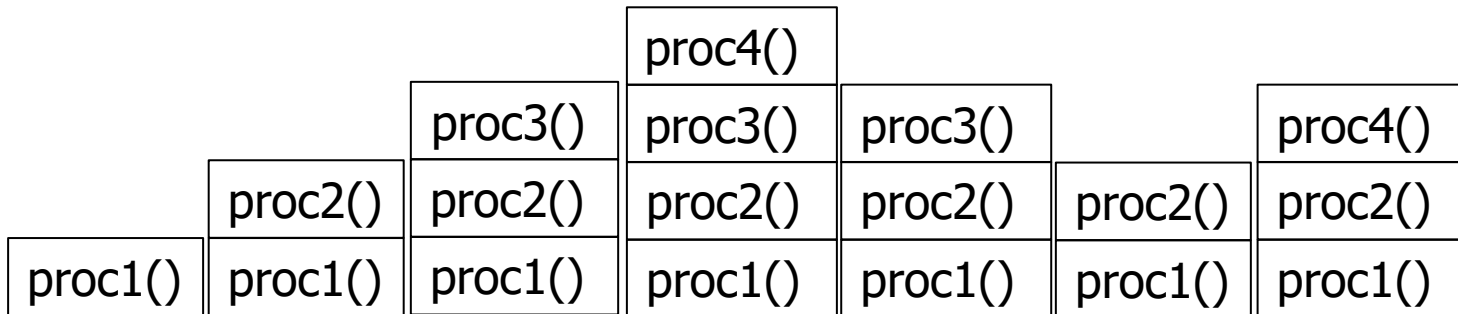 proc4()
proc3() proc3() proc3() proc4()
proc2() proc2() proc2() proc2() proc2() proc2()
proc1() proc1() proc1() proc1() proc1() proc1() proc1()